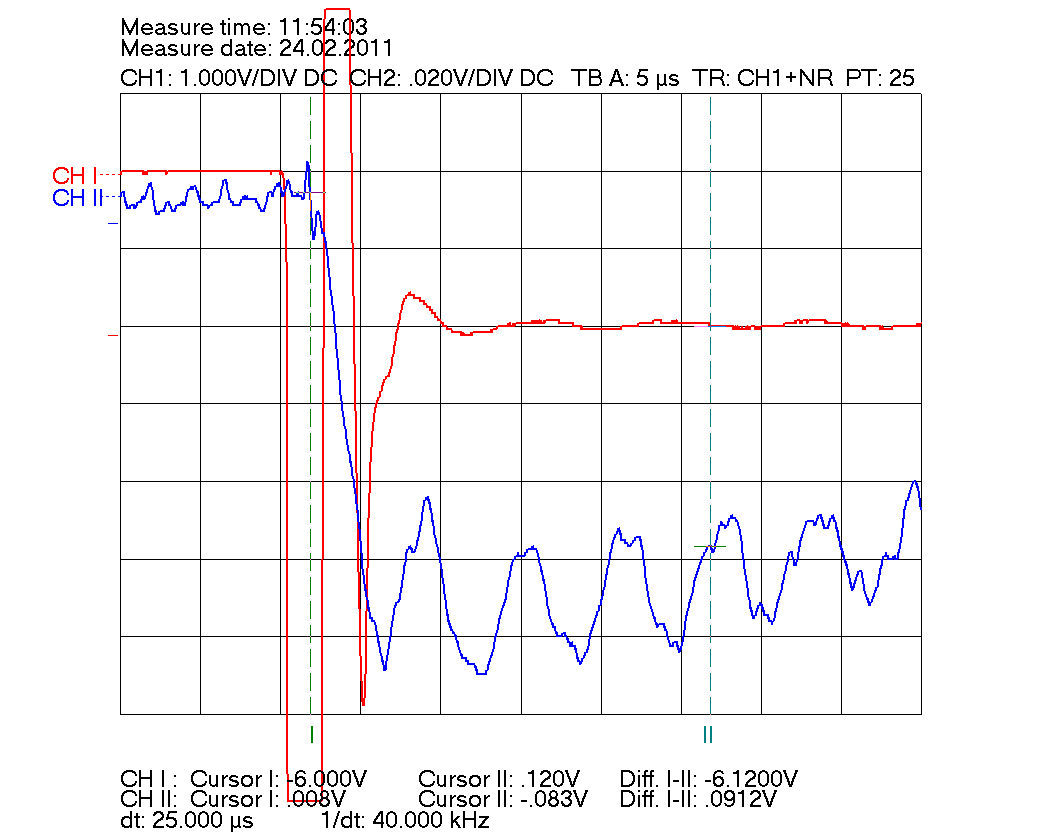 Measure time: 11:54:03
Measure date: 24.02.2011
CH1: 1.000V/DIV DC CH2: .020V/DIV DC TB A: 5 µs TR: CH1+NR PT: 25
CH I
CH II
I
II
CH I : Cursor I: -6.000V Cursor II: .120V Diff. I-II: -6.1200V
CH II: Cursor I: .008V Cursor II: -.083V Diff. I-II: .0912V
dt: 25.000 µs 1/dt: 40.000 kHz